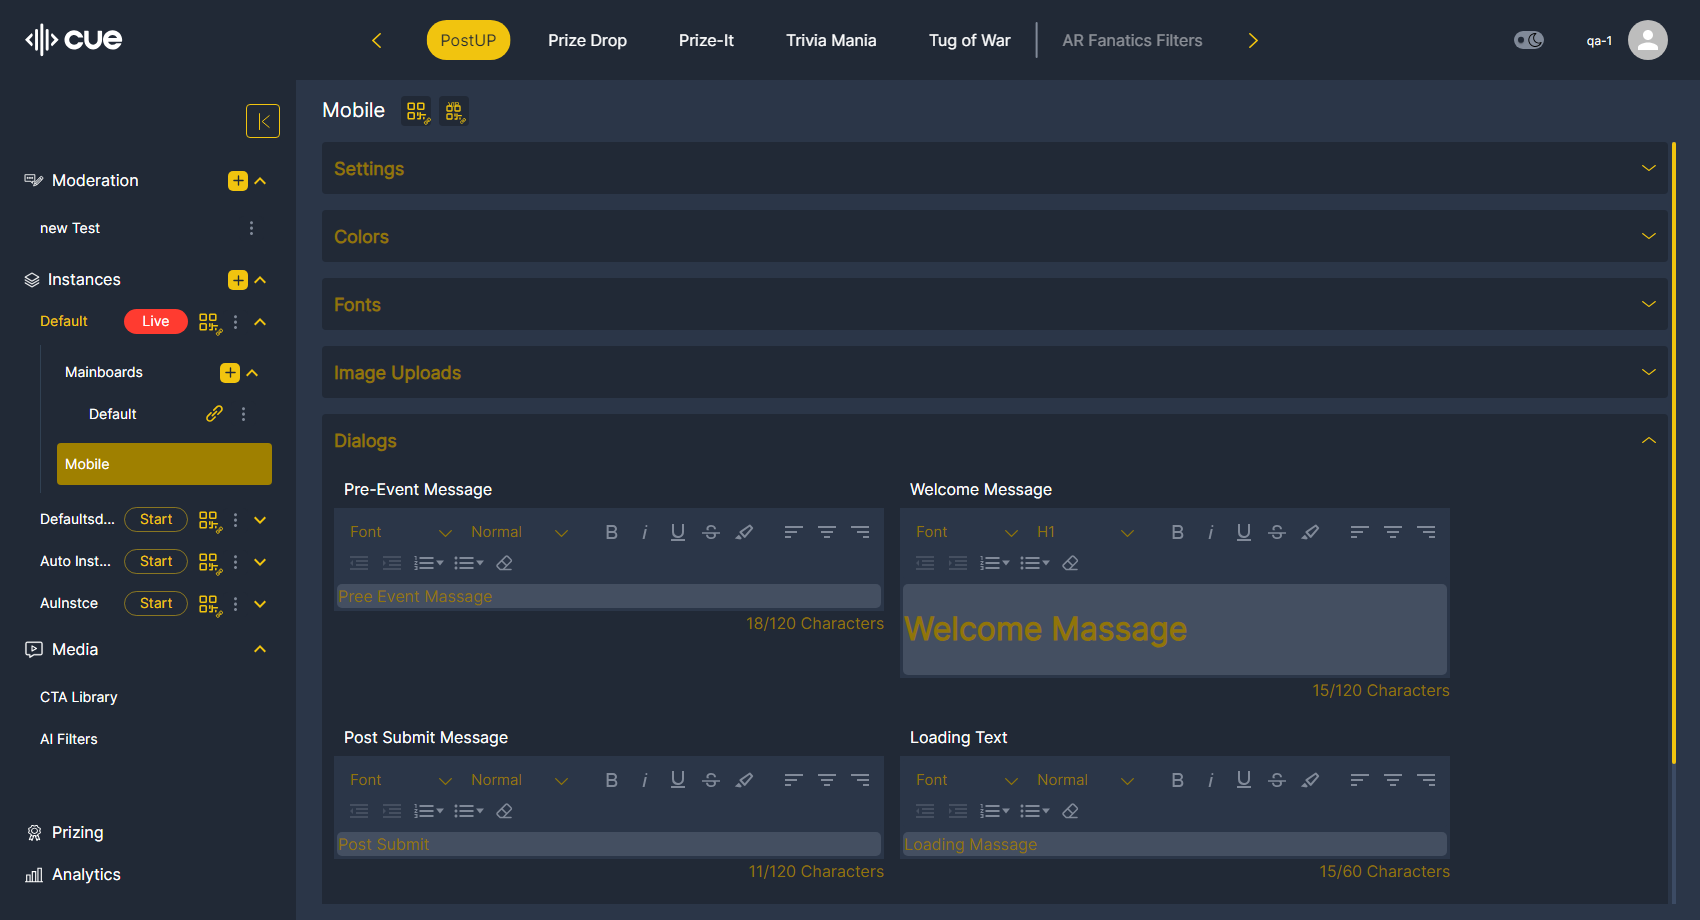 cue
PostUP
Prize Drop
Prize-It
Trivia Mania
Tug of War
AR Fanatics Filters
qa-1
Moderation
new Test
Instances
Default
Live
Mainboards
Default
Mobile
Defaultsd...
Start
Auto Inst...
Start
AuInstce
Start
Media
CTA Library
AI Filters
Prizing
Analytics
Mobile
VIP
Settings
Colors
Fonts
Image Uploads
Dialogs
Pre-Event Message
Font
Normal
B
i
U
S
Pree Event Massage
18/120 Characters
Welcome Message
Font
H1
B
i
U
S
Welcome Massage
15/120 Characters
Post Submit Message
Font
Normal
B
i
U
S
Post Submit
11/120 Characters
Loading Text
Font
Normal
B
i
U
S
Loading Massage
15/60 Characters